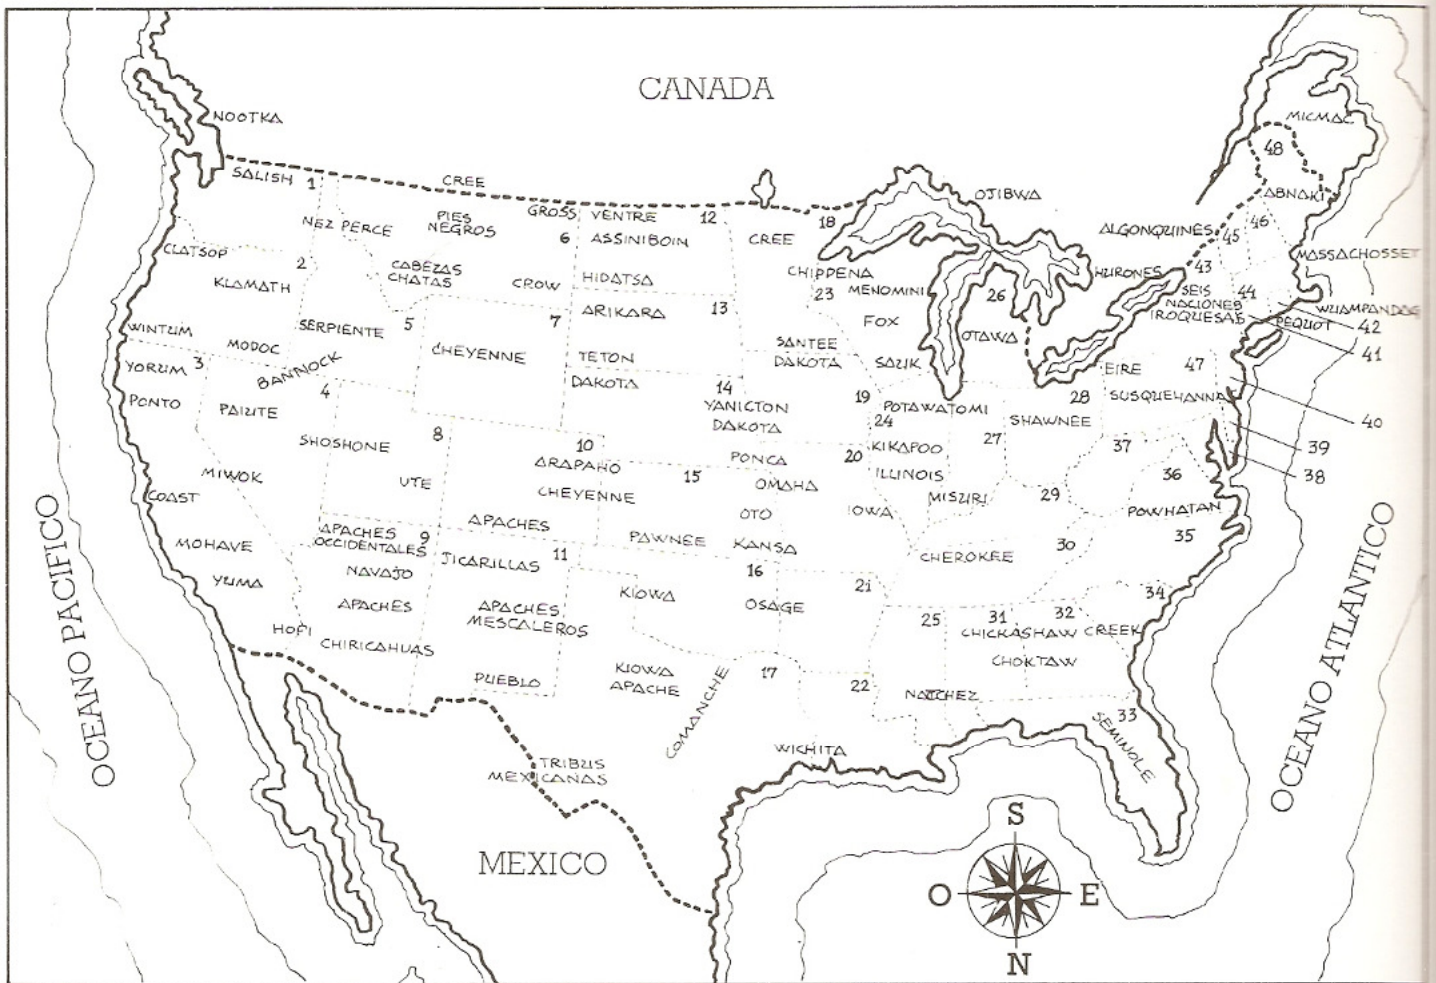 CANADA
NOOTKA
MICMAC
48
SALISH 1
CREE
OJIBWA
ABNAKI
NEZ PERCE
PIES
NEGROS
GROSS VENTRE 12
18
6 ASSINIBOIN
CREE
ALGONQUINES
45
46
CLATSOP
2
CABEZAS
CHATAS
CROW
HIDATSA
CHIPPENA
MENOMINI
HURONES
43
MASSACHOSSET
KLAMATH
23
26
SEIS
NACIONES
IROQUESAS
44
WUAMPANDAG
PEQUOT
42
41
WINTUM
SERPIENTE 5
7
ARIKARA 13
FOX
OTAWA
MODOC
CHEYENNE
TETON
DAKOTA
SANTEE
DAKOTA
SAUK
EIRE 47
YORUM 3
BANNOCK
PONTO
PAIUTE
4
14
YANICTON
DAKOTA
19
24
POTAWATOMI
SHAWNEE
28
SUSQUEHANNAS
40
SHOSHONE 8
10
ARAPAHO
PONCA 20
KIKAPOO
27
37
39
38
MIWOK
UTE
CHEYENNE
15
OMAHA
ILLINOIS
MISURI
29
36
POWHATAN
COAST
OTO
IOWA
APACHES
OCCIDENTALES
9
APACHES
PAWNEE
KANSA
35
MOHAVE
JICARILLAS 11
CHEROKEE 30
YUMA
NAVAJO
KIOWA
16
OSAGE
21
APACHES
APACHES
MESCALEROS
25
31
32
34
HOFI
CHIRICAHUAS
CHICKASHAW
CREEK
CHOKTAW
PUEBLO
KIOWA
APACHE
COMANCHE
17
22
NATCHEZ
33
SEMINOLE
WICHITA
TRIBUS
MEXICANAS
MEXICO
OCEANO PACIFICO
OCEANO ATLANTICO
S
O
E
N